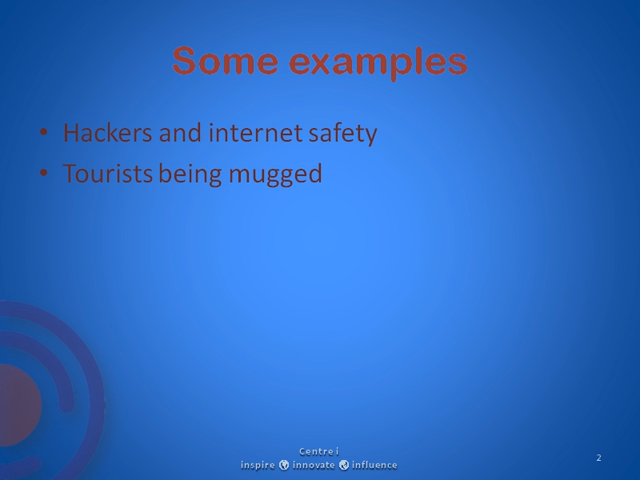 Some examples
• Hackers and internet safety
• Tourists being mugged
Centre i
inspire innovate influence
2